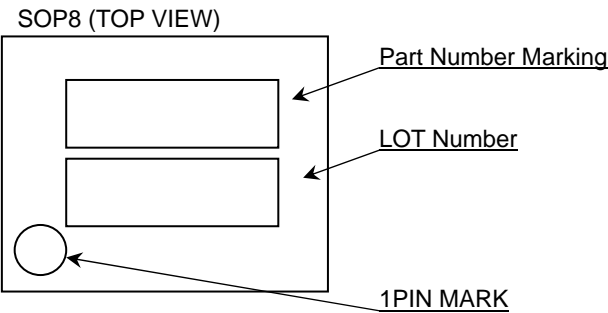 SOP8 (TOP VIEW)
Part Number Marking
LOT Number
1PIN MARK